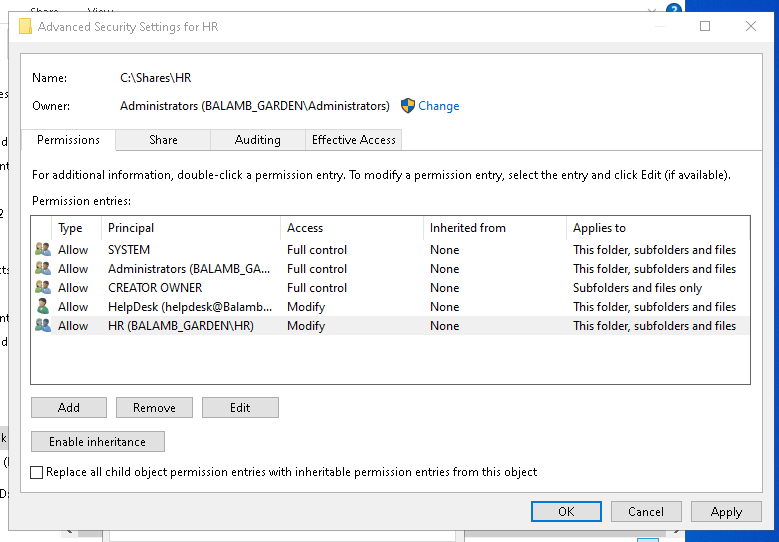 Share View
Advanced Security Settings for HR
Name: C:\Shares\HR
Owner: Administrators (BALAMB_GARDEN\Administrators) Change
Permissions Share Auditing Effective Access
For additional information, double-click a permission entry. To modify a permission entry, select the entry and click Edit (if available).
Permission entries:
Type Principal Access Inherited from Applies to
Allow SYSTEM Full control None This folder, subfolders and files
Allow Administrators (BALAMB_GA... Full control None This folder, subfolders and files
Allow CREATOR OWNER Full control None Subfolders and files only
Allow HelpDesk (helpdesk@Balamb... Modify None This folder, subfolders and files
Allow HR (BALAMB_GARDEN\HR) Modify None This folder, subfolders and files
Add Remove Edit
Enable inheritance
Replace all child object permission entries with inheritable permission entries from this object
OK Cancel Apply